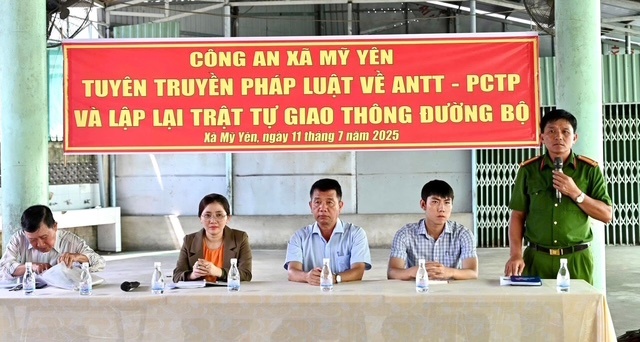 CÔNG AN XÃ MỸ YÊN
TUYÊN TRUYỀN PHÁP LUẬT VỀ ANTT - PCTP
VÀ LẬP LẠI TRẬT TỰ GIAO THÔNG ĐƯỜNG BỘ
Xã Mỹ Yên, ngày 11 tháng 7 năm 2025